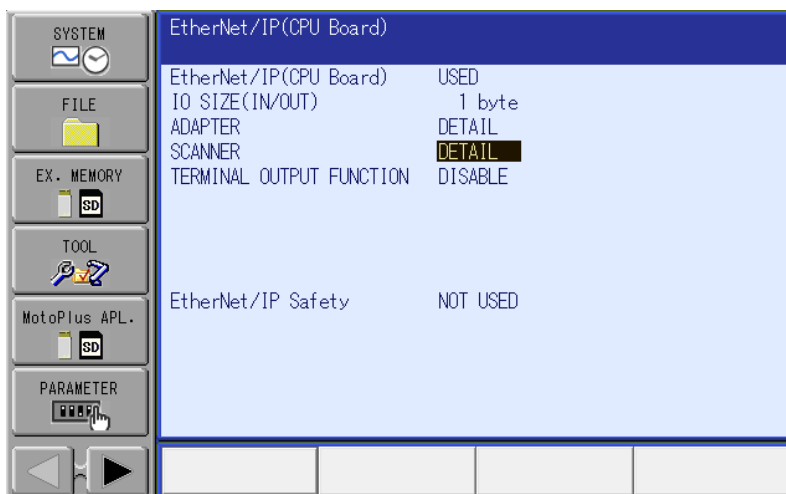 SYSTEM
FILE
EX. MEMORY
SD
TOOL
MotoPlus APL.
SD
PARAMETER
EtherNet/IP(CPU Board)
EtherNet/IP(CPU Board) USED
IO SIZE(IN/OUT) 1 byte
ADAPTER DETAIL
SCANNER DETAIL
TERMINAL OUTPUT FUNCTION DISABLE
EtherNet/IP Safety NOT USED